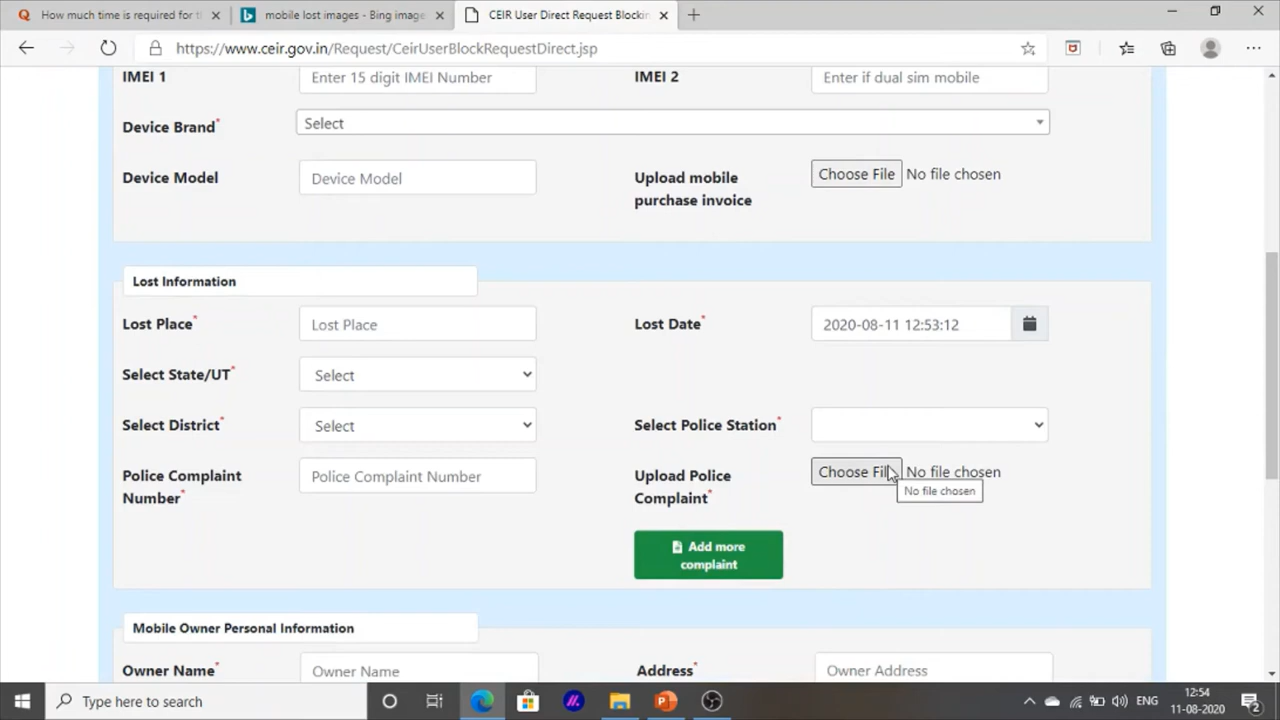 How much time is required for th
mobile lost images - Bing image
CEIR User Direct Request Blockin
https://www.ceir.gov.in/Request/CeirUserBlockRequestDirect.jsp
IMEI 1 Enter 15 digit IMEI Number IMEI 2 Enter if dual sim mobile
Device Brand* Select
Device Model Device Model Upload mobile Choose File No file chosen
purchase invoice
Lost Information
Lost Place* Lost Place Lost Date* 2020-08-11 12:53:12
Select State/UT* Select
Select District* Select Select Police Station*
Police Complaint Police Complaint Number Upload Police Choose File No file chosen
Number* Complaint* No file chosen
Add more
complaint
Mobile Owner Personal Information
Owner Name* Owner Name Address* Owner Address
Type here to search
ENG
12:54
11-08-2020
2